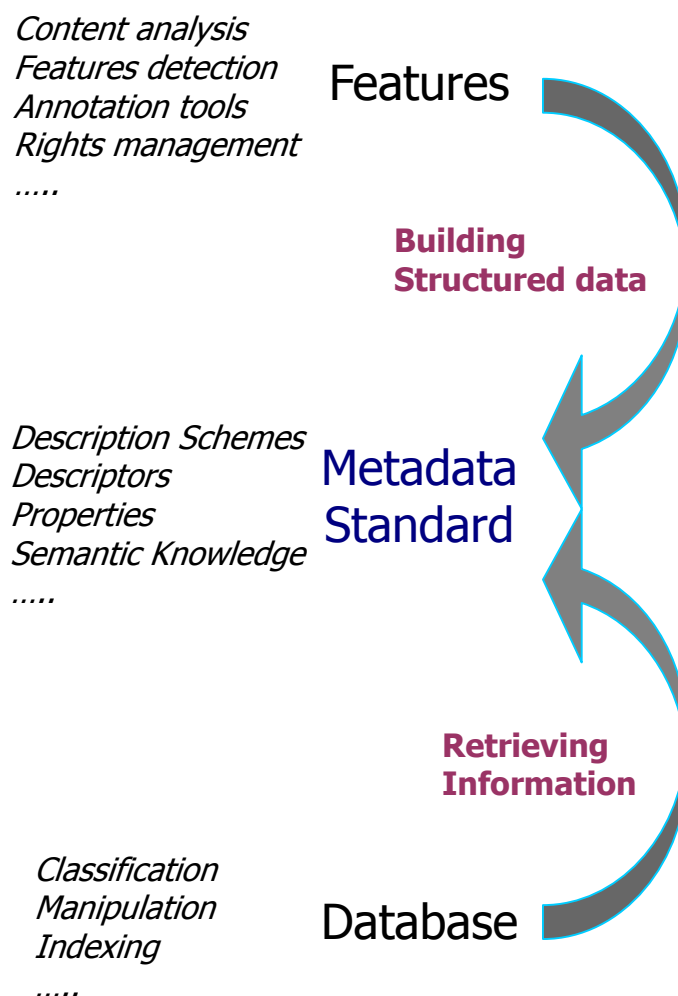 Content analysis
Features detection
Annotation tools
Rights management
…..
Features
Building
Structured data
Description Schemes
Descriptors
Properties
Semantic Knowledge
…..
Metadata
Standard
Retrieving
Information
Classification
Manipulation
Indexing
…..
Database